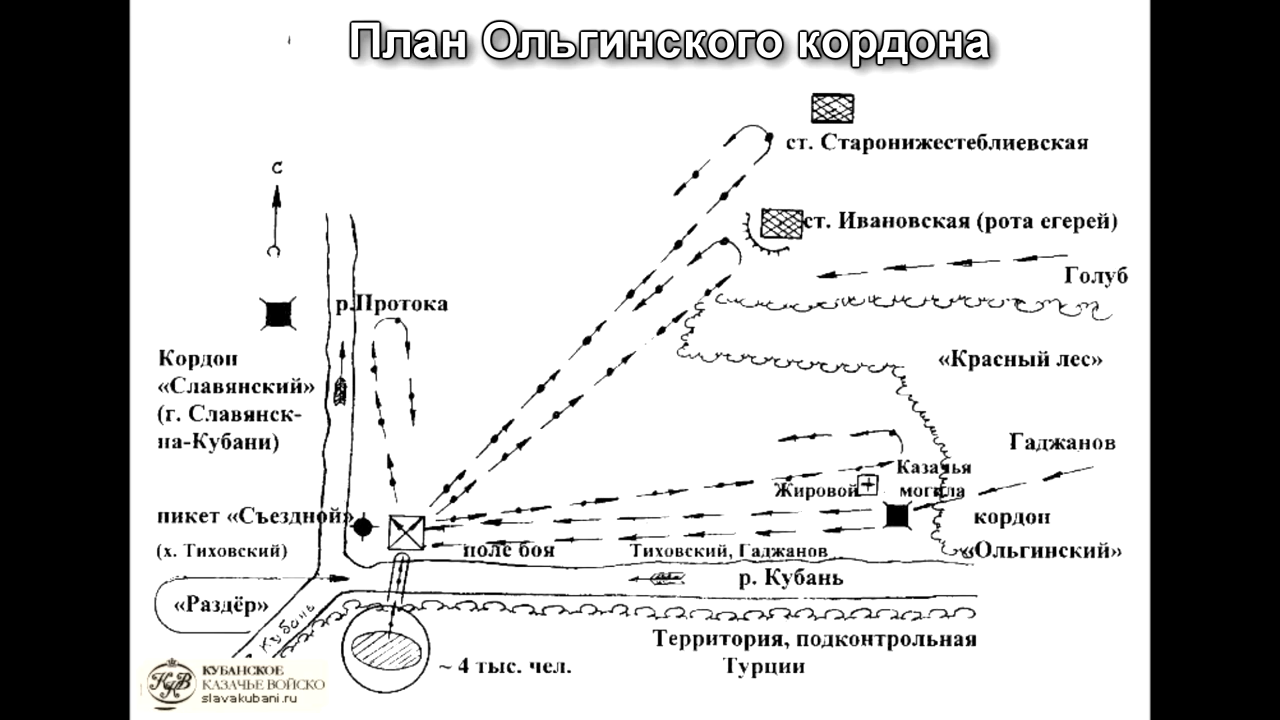 План Ольгинского кордона
ст. Старонижестеблиевская
С
ст. Ивановская (рота егерей)
Голуб
р.Протока
Кордон
«Славянский»
(г. Славянск-
на-Кубани)
«Красный лес»
Гаджанов
Казачья
могила
Жировой
пикет «Съездной»
(х. Тиховский)
кордон
«Ольгинский»
поле боя
Тиховский, Гаджанов
р. Кубань
«Раздёр»
Кубань
Территория, подконтрольная
Турции
~ 4 тыс. чел.
ККВ
КУБАНСКОЕ
КАЗАЧЬЕ ВОЙСКО
slavakubani.ru